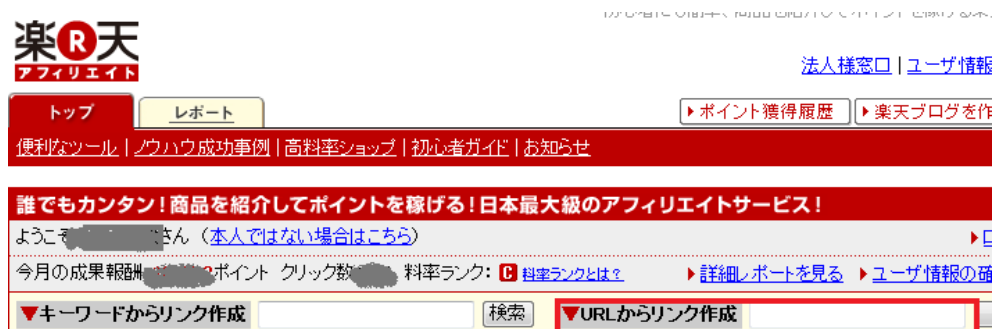 楽R天
アフィリエイト
法人様窓口 | ユーザ情報
トップ レポート
ポイント獲得履歴 楽天ブログを作
便利なツール | ノウハウ成功事例 | 高料率ショップ | 初心者ガイド | お知らせ
誰でもカンタン!商品を紹介してポイントを稼げる!日本最大級のアフィリエイトサービス!
ようこそ さん (本人ではない場合はこちら)
今月の成果報酬 ポイント クリック数 料率ランク: C 料率ランクとは? 詳細レポートを見る ユーザ情報の確
▼キーワードからリンク作成 検索 ▼URLからリンク作成